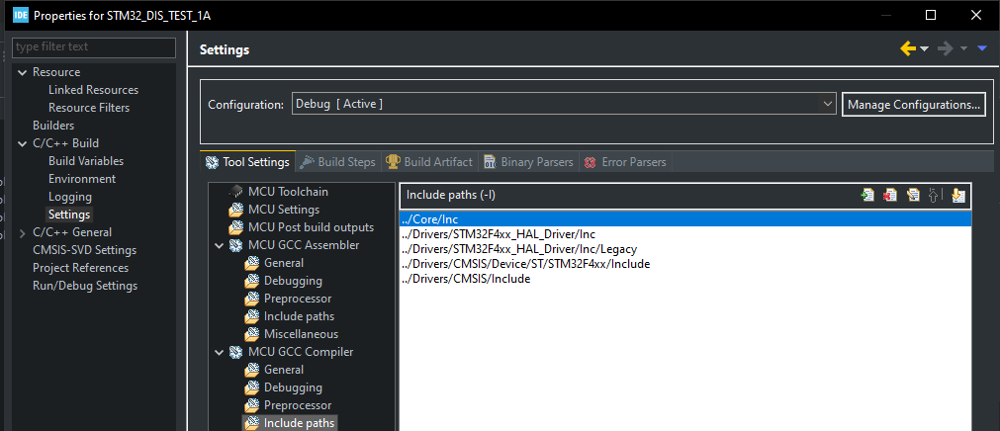 IDE Properties for STM32_DIS_TEST_1A
type filter text
Resource
Linked Resources
Resource Filters
Builders
C/C++ Build
Build Variables
Environment
Logging
Settings
C/C++ General
CMSIS-SVD Settings
Project References
Run/Debug Settings
Settings
Configuration: Debug [ Active ] Manage Configurations...
Tool Settings Build Steps Build Artifact Binary Parsers Error Parsers
MCU Toolchain
MCU Settings
MCU Post build outputs
MCU GCC Assembler
General
Debugging
Preprocessor
Include paths
Miscellaneous
MCU GCC Compiler
General
Debugging
Preprocessor
Include paths
Include paths (-I)
../Core/Inc
../Drivers/STM32F4xx_HAL_Driver/Inc
../Drivers/STM32F4xx_HAL_Driver/Inc/Legacy
../Drivers/CMSIS/Device/ST/STM32F4xx/Include
../Drivers/CMSIS/Include